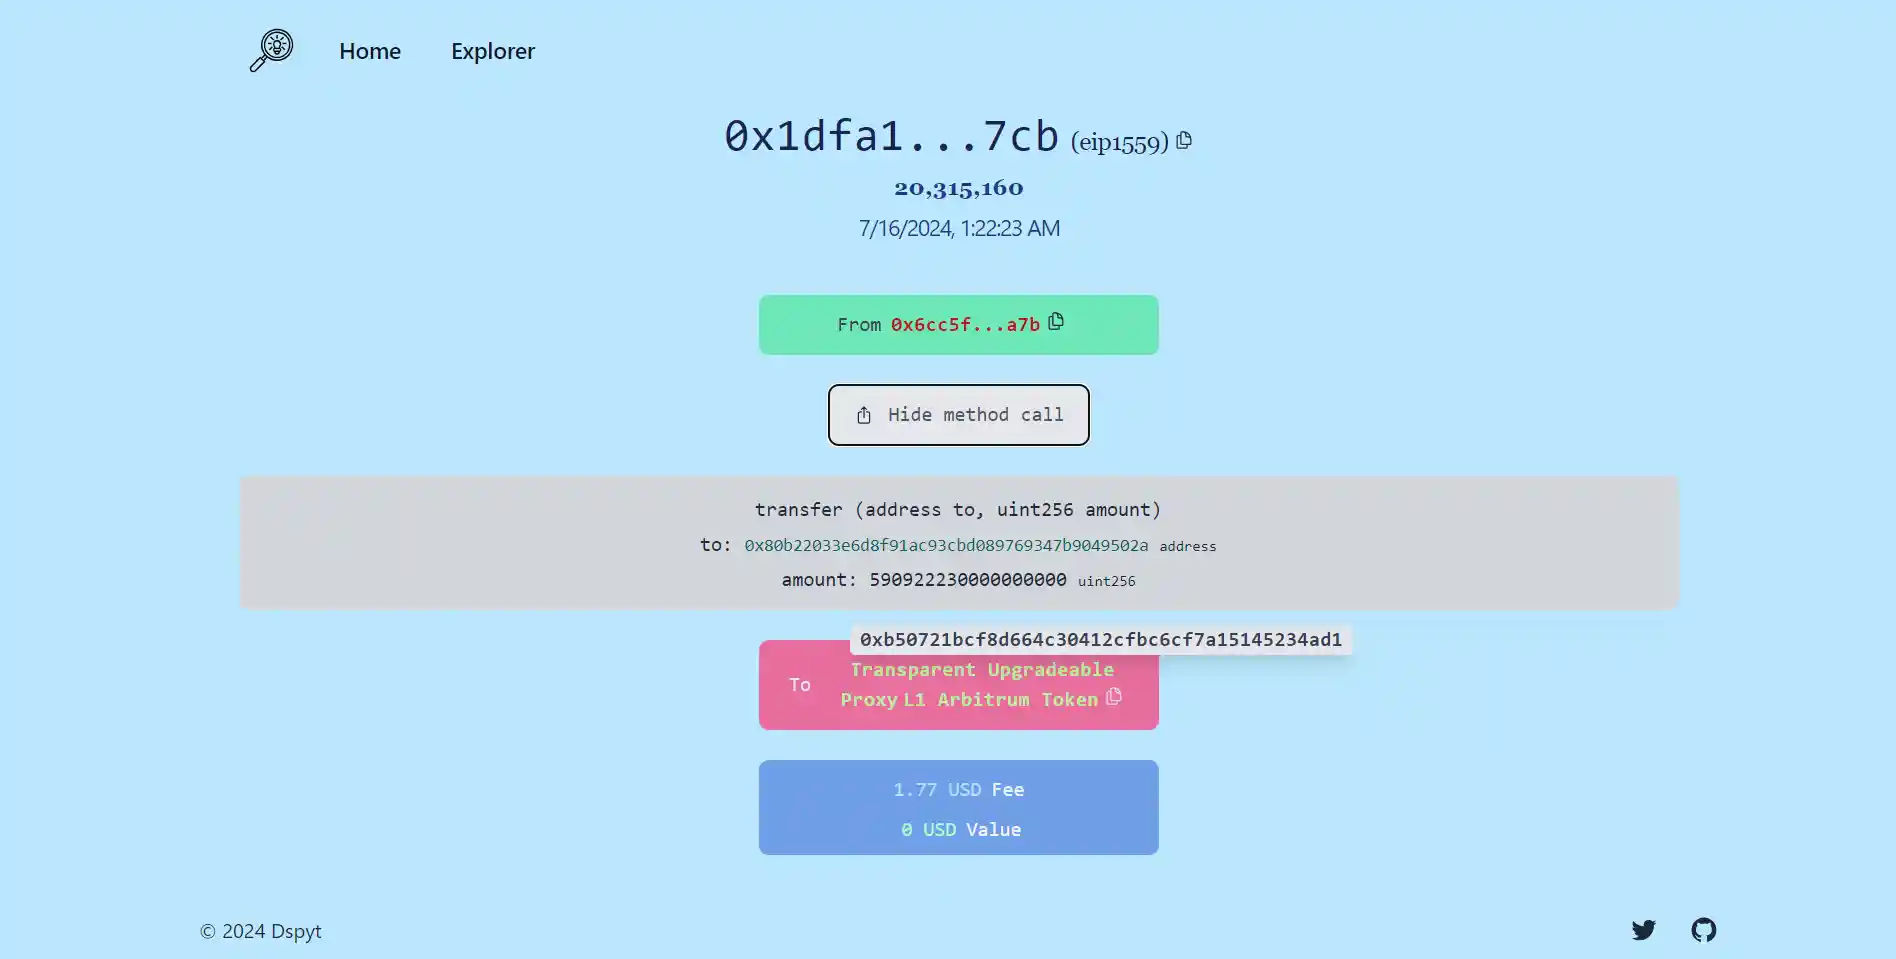 Home Explorer
0x1dfa1...7cb (eip1559)
20,315,160
7/16/2024, 1:22:23 AM
From 0x6cc5f...a7b
Hide method call
transfer (address to, uint256 amount)
to: 0x80b22033e6d8f91ac93cbd089769347b9049502a address
amount: 590922230000000000 uint256
0xb50721bcf8d664c30412cfbc6cf7a15145234ad1
To Transparent Upgradeable
Proxy L1 Arbitrum Token
1.77 USD Fee
0 USD Value
© 2024 Dspyt